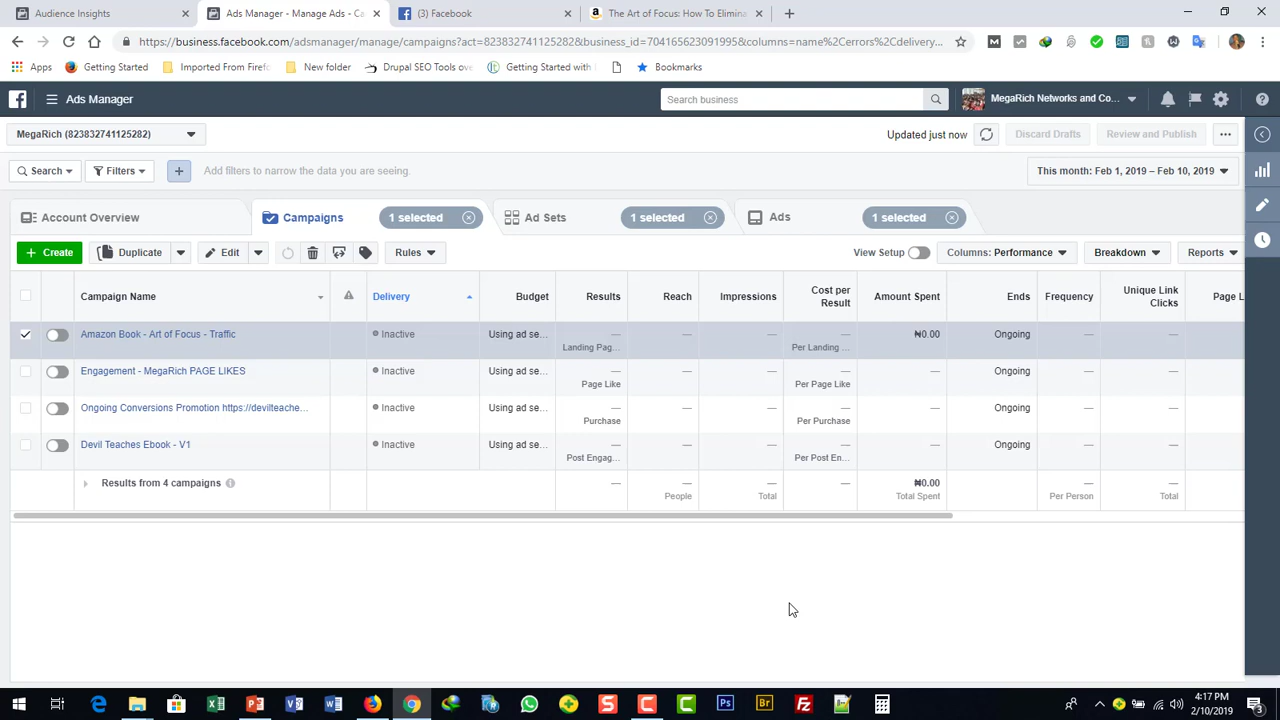 Audience Insights
Ads Manager - Manage Ads - Ca
(3) Facebook
The Art of Focus: How To Elimina
https://business.facebook.com/adsmanager/manage/campaigns?act=823832741125282&business_id=704165623091995&columns=name%2Cerrors%2Cdelivery...
Apps
Getting Started
Imported From Firef
New folder
Drupal SEO Tools ove
Getting Started with
Bookmarks
Ads Manager
Search business
MegaRich Networks and Co...
MegaRich (823832741125282)
Updated just now
Discard Drafts
Review and Publish
Search
Filters
Add filters to narrow the data you are seeing.
This month: Feb 1, 2019 – Feb 10, 2019
Account Overview
Campaigns
1 selected
Ad Sets
1 selected
Ads
1 selected
+ Create
Duplicate
Edit
Rules
View Setup
Columns: Performance
Breakdown
Reports
Campaign Name
Delivery
Budget
Results
Reach
Impressions
Cost per
Result
Amount Spent
Ends
Frequency
Unique Link
Clicks
Page L
Amazon Book - Art of Focus - Traffic
Inactive
Using ad se...
—
Landing Pag...
—
—
—
Per Landing ...
₦0.00
Ongoing
—
—
Engagement - MegaRich PAGE LIKES
Inactive
Using ad se...
—
Page Like
—
—
—
Per Page Like
—
Ongoing
—
—
Ongoing Conversions Promotion https://devilteache...
Inactive
Using ad se...
—
Purchase
—
—
—
Per Purchase
—
Ongoing
—
—
Devil Teaches Ebook - V1
Inactive
Using ad se...
—
Post Engag...
—
—
—
Per Post En...
—
Ongoing
—
—
Results from 4 campaigns
—
—
People
—
Total
—
₦0.00
Total Spent
—
Per Person
—
Total
4:17 PM
2/10/2019
3